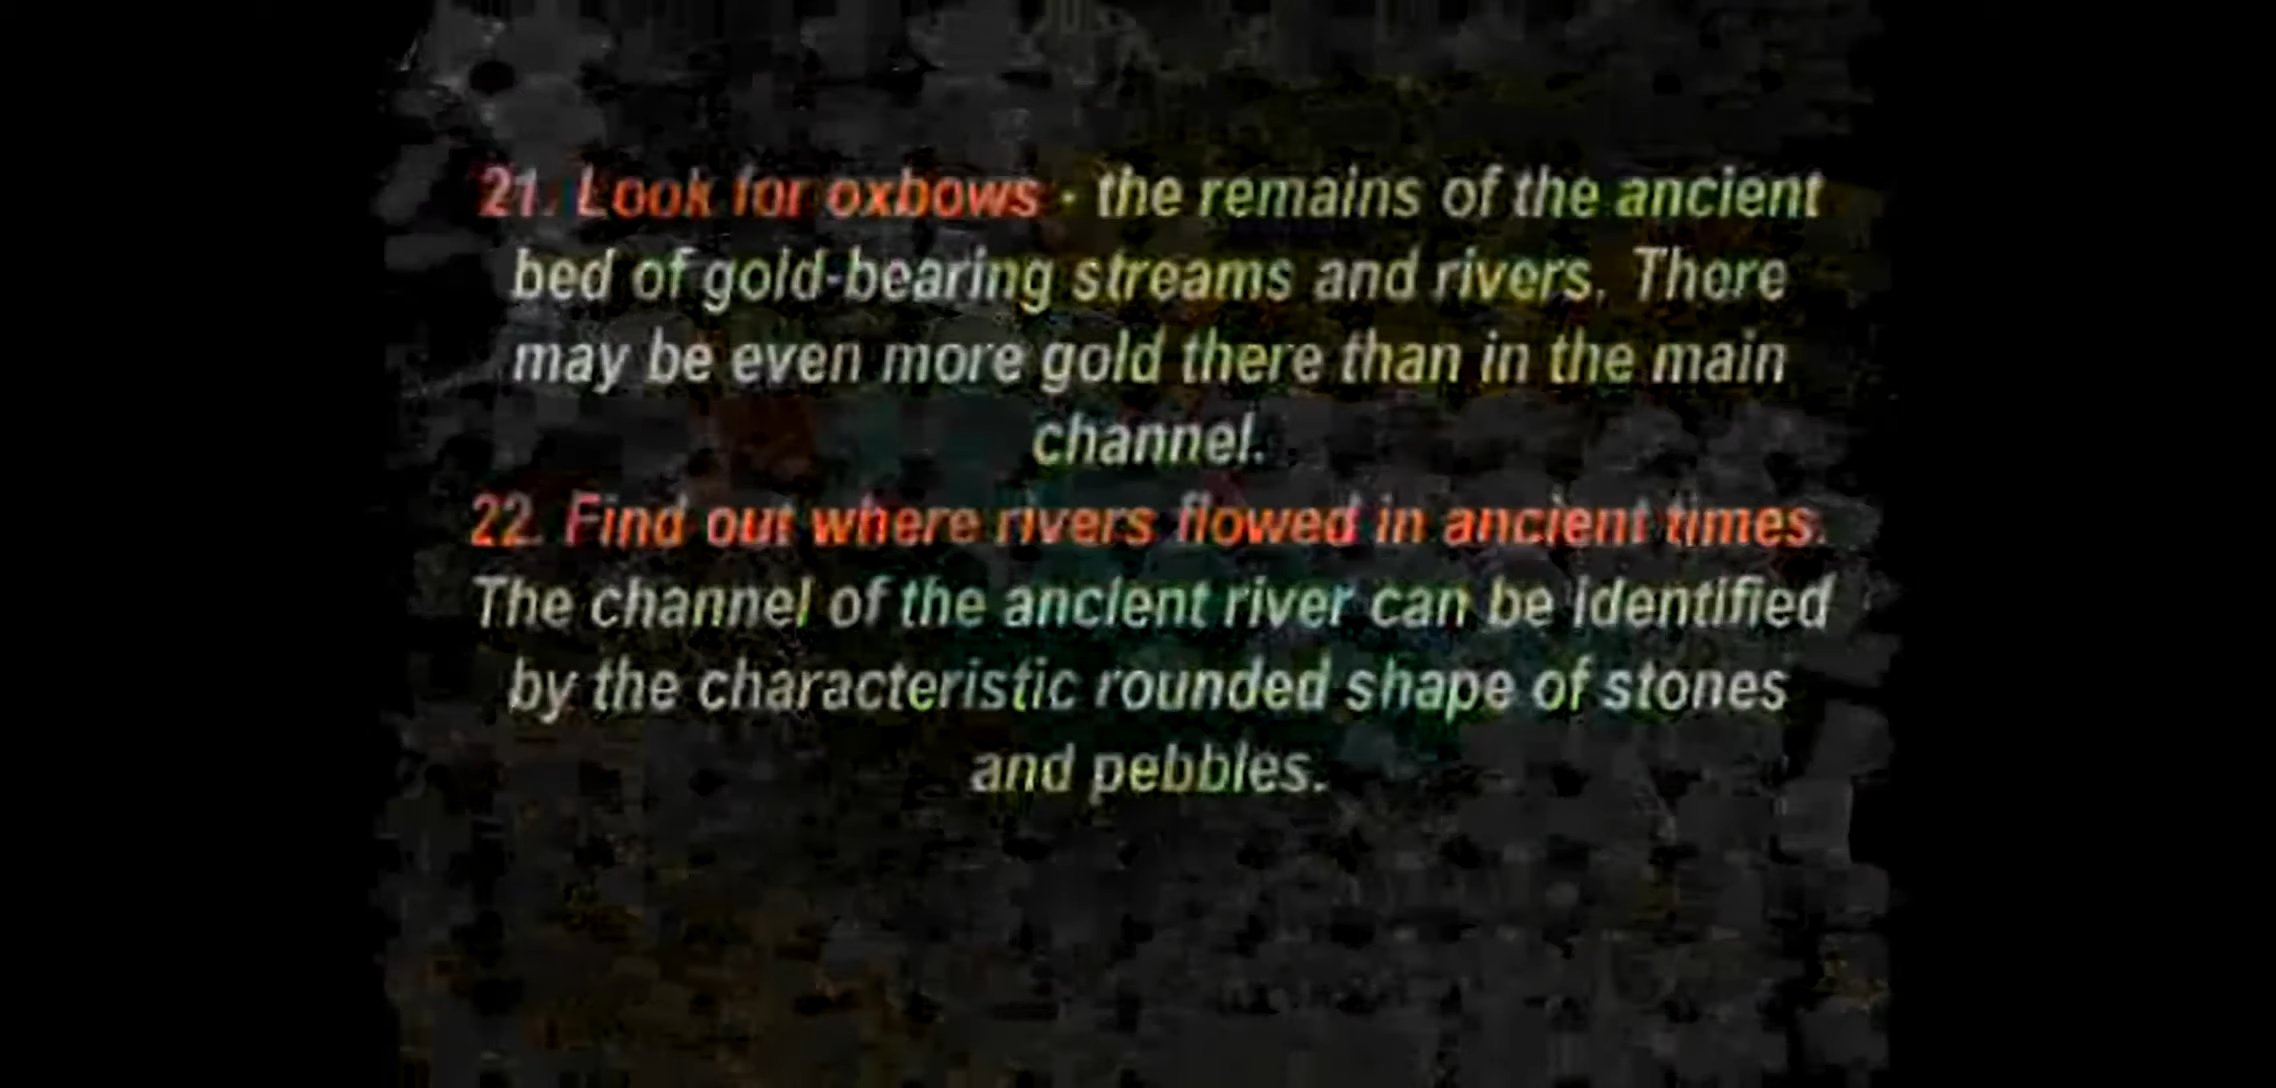 21. Look for oxbows - the remains of the ancient
bed of gold-bearing streams and rivers. There
may be even more gold there than in the main
channel.
22. Find out where rivers flowed in ancient times.
The channel of the ancient river can be identified
by the characteristic rounded shape of stones
and pebbles.